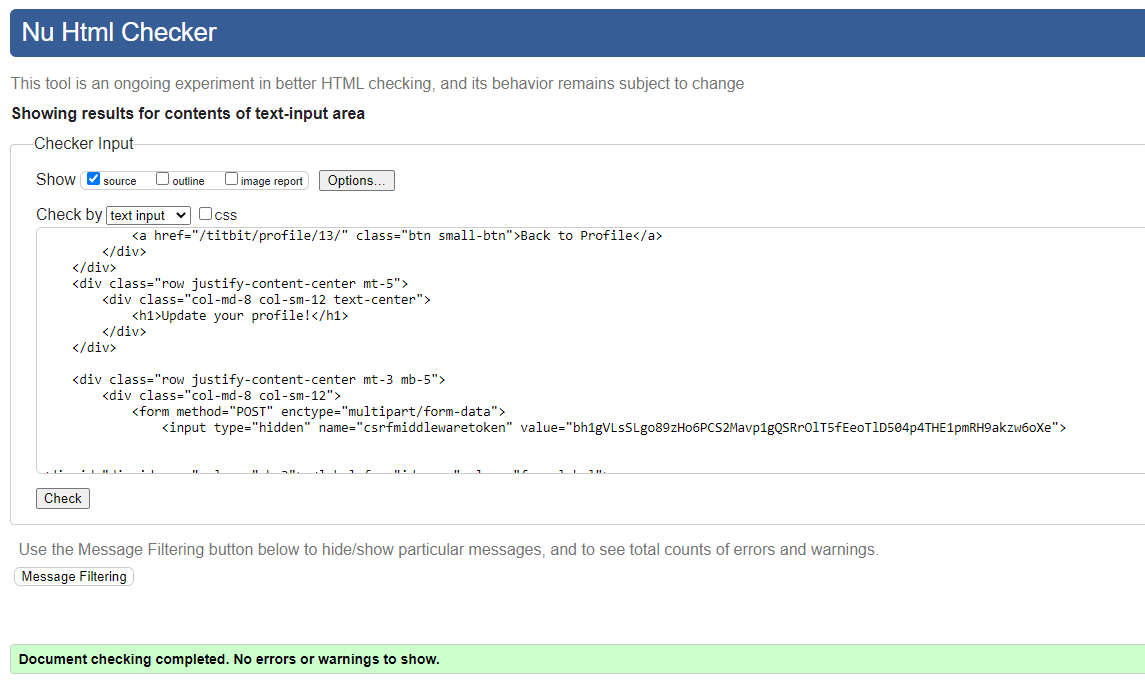 Nu Html Checker
This tool is an ongoing experiment in better HTML checking, and its behavior remains subject to change
Showing results for contents of text-input area
Checker Input
Show source outline image report Options...
Check by text input css
<a href="/titbit/profile/13/" class="btn small-btn">Back to Profile</a>
</div>
</div>
<div class="row justify-content-center mt-5">
<div class="col-md-8 col-sm-12 text-center">
<h1>Update your profile!</h1>
</div>
</div>
<div class="row justify-content-center mt-3 mb-5">
<div class="col-md-8 col-sm-12">
<form method="POST" enctype="multipart/form-data">
<input type="hidden" name="csrfmiddlewaretoken" value="bh1gVLsSLgo89zHo6PCS2Mavp1gQSRrOlT5fEeoTlD504p4THE1pmRH9akzw6oXe">
Check
Use the Message Filtering button below to hide/show particular messages, and to see total counts of errors and warnings.
Message Filtering
Document checking completed. No errors or warnings to show.